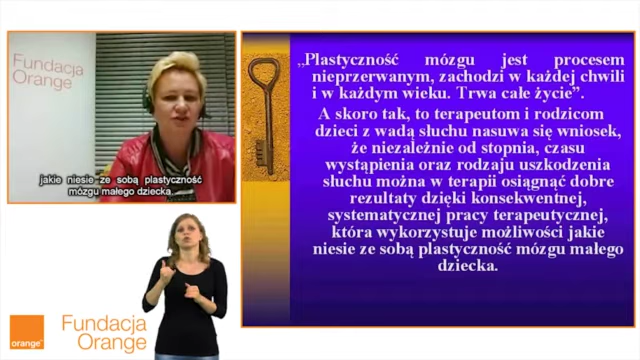 Fundacja
Orange
jakie niesie ze sobą plastyczność
mózgu małego dziecka.
„Plastyczność mózgu jest procesem
nieprzerwanym, zachodzi w każdej chwili
i w każdym wieku. Trwa całe życie”.
A skoro tak, to terapeutom i rodzicom
dzieci z wadą słuchu nasuwa się wniosek,
że niezależnie od stopnia, czasu
wystąpienia oraz rodzaju uszkodzenia
słuchu można w terapii osiągnąć dobre
rezultaty dzięki konsekwentnej,
systematycznej pracy terapeutycznej,
która wykorzystuje możliwości jakie
niesie ze sobą plastyczność mózgu małego
dziecka.
orange™
Fundacja
Orange